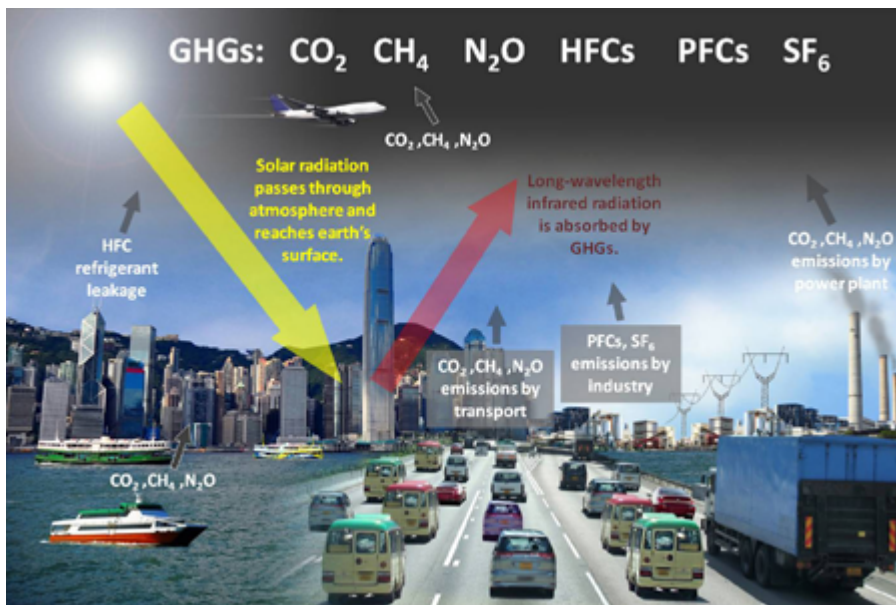 GHGs: CO₂ CH₄ N₂O HFCs PFCs SF₆
CO₂ ,CH₄ ,N₂O
Solar radiation
passes through
atmosphere and
reaches earth's
surface.
Long-wavelength
infrared radiation
is absorbed by
GHGs.
HFC
refrigerant
leakage
CO₂ ,CH₄ ,N₂O
emissions by
power plant
CO₂ ,CH₄ ,N₂O
emissions by
transport
PFCs, SF₆
emissions by
industry
CO₂ ,CH₄ ,N₂O